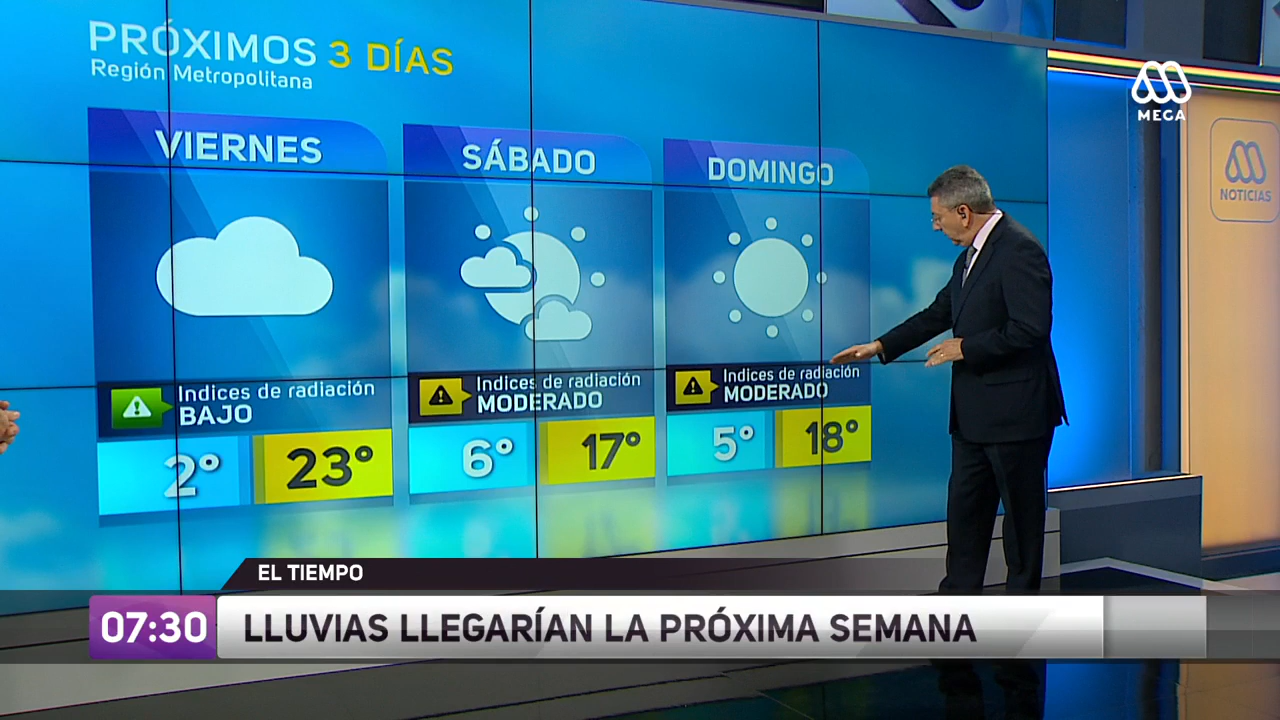 PRÓXIMOS 3 DÍAS
Región Metropolitana
VIERNES
Indices de radiación
BAJO
2° 23°
SÁBADO
Indices de radiación
MODERADO
6° 17°
DOMINGO
Indices de radiación
MODERADO
5° 18°
MEGA
NOTICIAS
EL TIEMPO
07:30 LLUVIAS LLEGARÍAN LA PRÓXIMA SEMANA